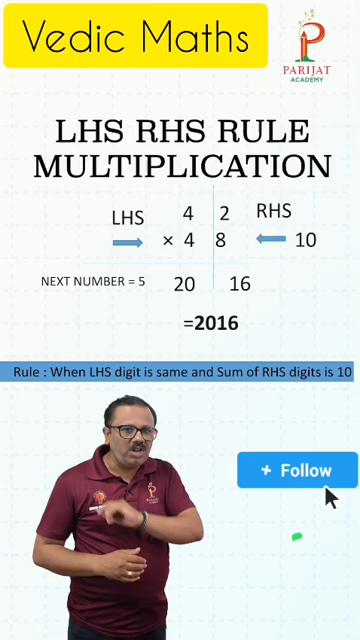 Vedic Maths
PARIJAT
ACADEMY
LHS RHS RULE
MULTIPLICATION
LHS 4 2 RHS
× 4 8 10
NEXT NUMBER = 5 20 16
=2016
Rule : When LHS digit is same and Sum of RHS digits is 10
+ Follow